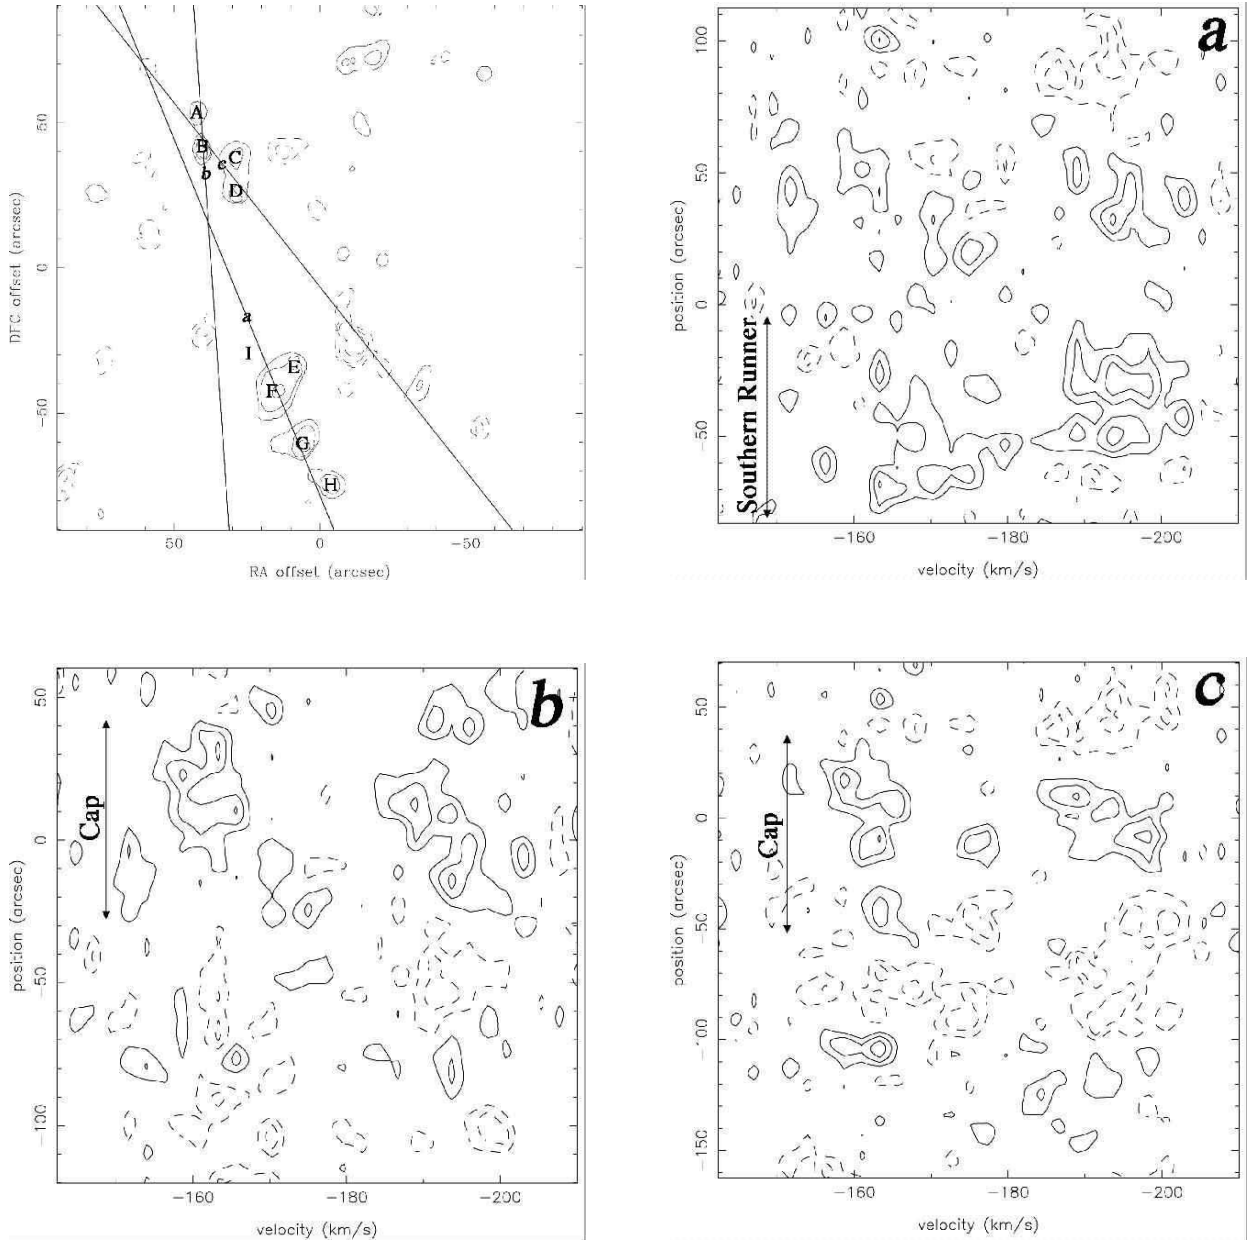 50
0
−50
DEC offset (arcsec)
A
B
C
c
b
D
a
I
E
F
G
H
50
0
−50
RA offset (arcsec)
a
100
50
0
−50
position (arcsec)
Southern Runner
−160
−180
−200
velocity (km/s)
b
50
0
−50
−100
position (arcsec)
Cap
−160
−180
−200
velocity (km/s)
c
50
0
−50
−100
−150
position (arcsec)
Cap
−160
−180
−200
velocity (km/s)